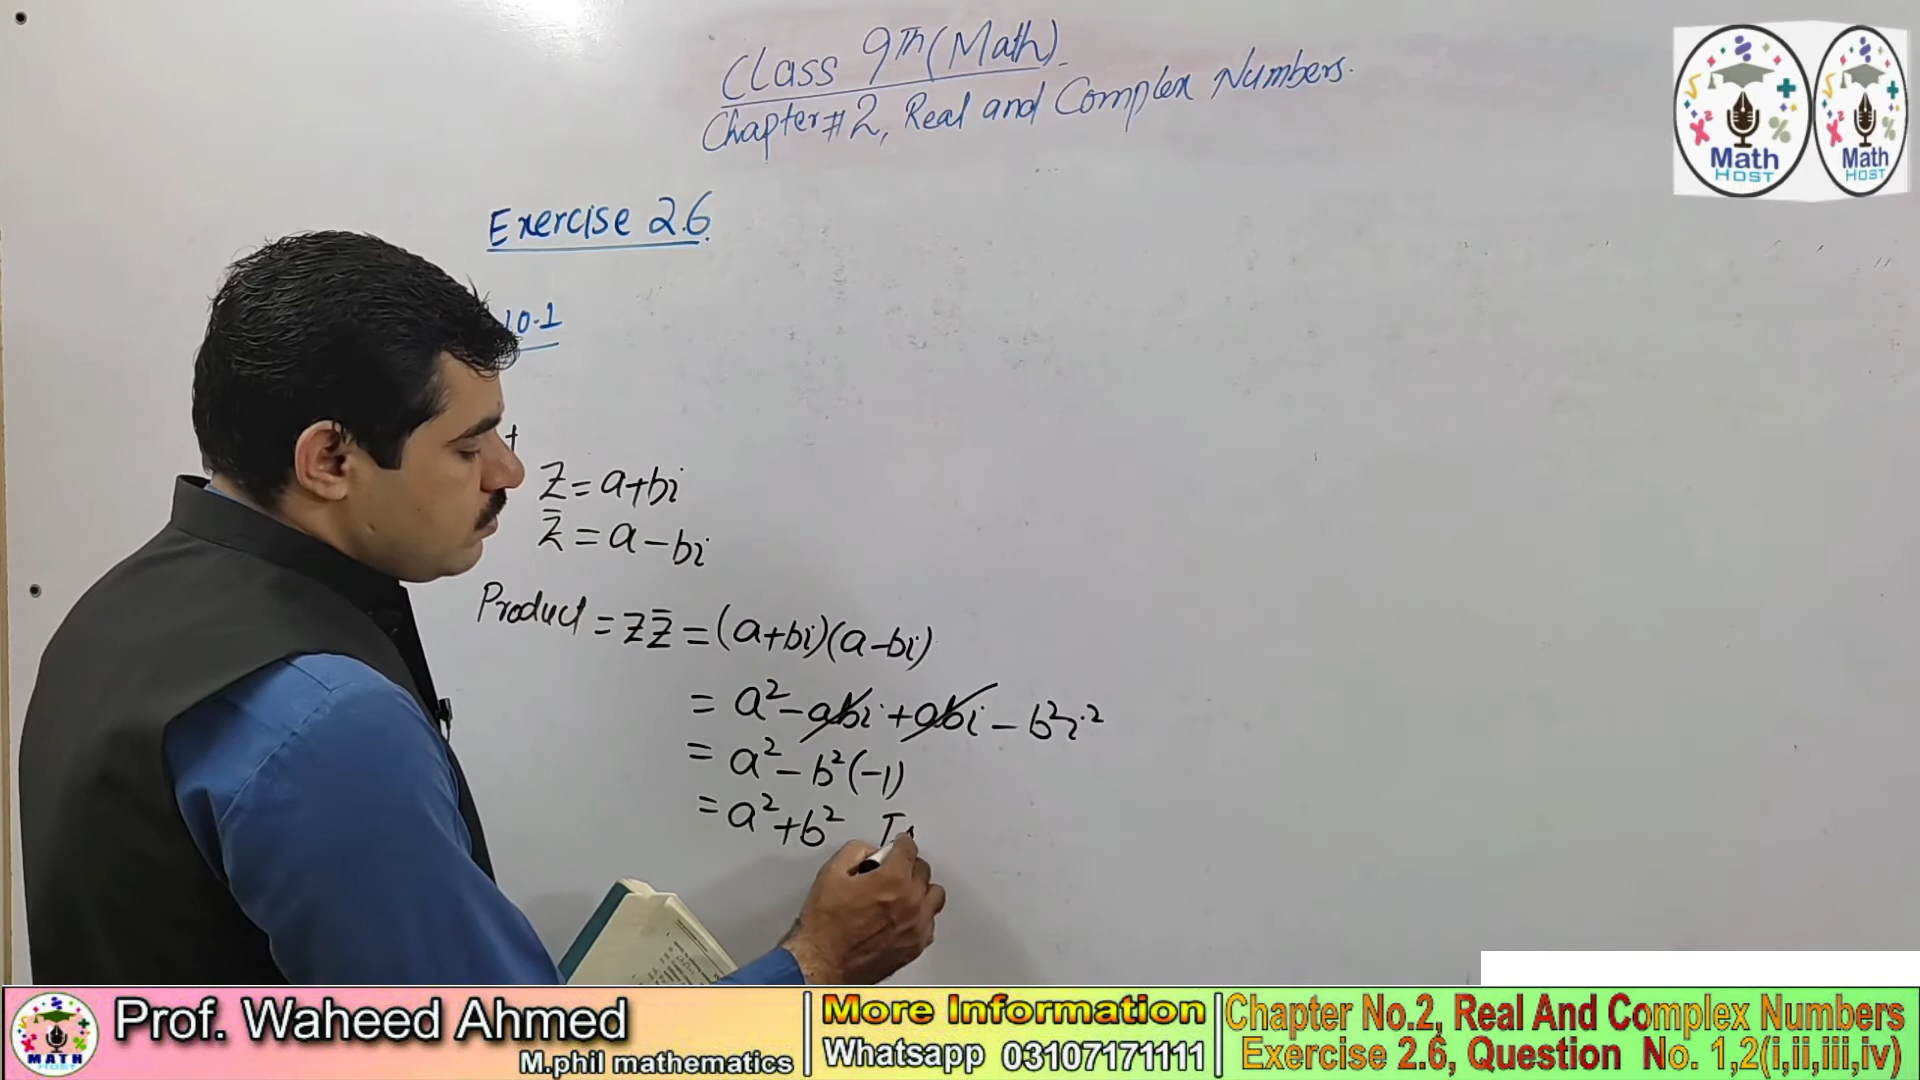 Class 9th (Math)
Chapter # 2, Real and Complex Numbers.
Math
HOST
Math
HOST
Exercise 2.6
Z = a+bi
Z̄ = a-bi
Product = ZZ̄ = (a+bi)(a-bi)
= a² - abi + abi - b²i²
= a² - b²(-1)
= a² + b²
MATH
Prof. Waheed Ahmed
M.phil mathematics
More Information
Whatsapp 03107171111
Chapter No.2, Real And Complex Numbers
Exercise 2.6, Question No. 1,2(i,ii,iii,iv)